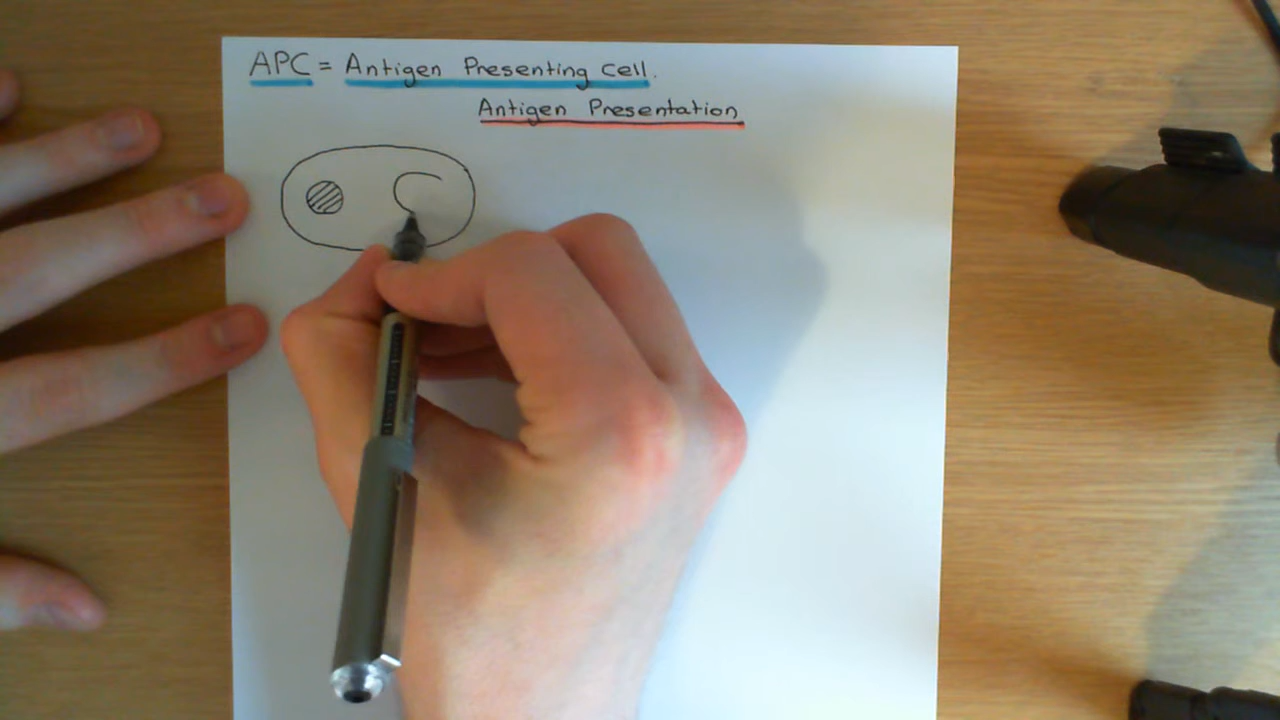 APC = Antigen Presenting Cell.
Antigen Presentation